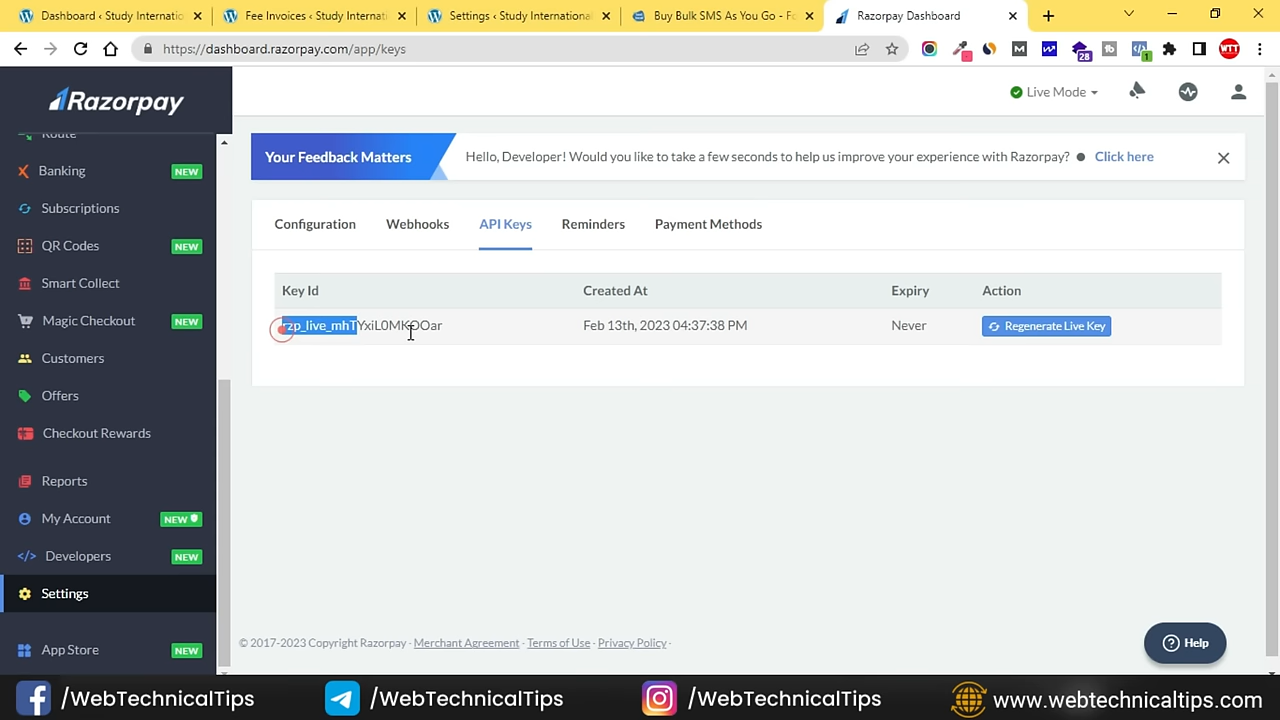 Dashboard ‹ Study Internatio
Fee Invoices ‹ Study Internati
Settings ‹ Study International
Buy Bulk SMS As You Go - Fo
Razorpay Dashboard
https://dashboard.razorpay.com/app/keys
28
1
WTT
Razorpay
Live Mode
Route
Banking NEW
Subscriptions
QR Codes NEW
Smart Collect
Magic Checkout NEW
Customers
Offers
Checkout Rewards
Reports
My Account NEW
Developers NEW
Settings
App Store NEW
Your Feedback Matters
Hello, Developer! Would you like to take a few seconds to help us improve your experience with Razorpay? Click here
Configuration Webhooks API Keys Reminders Payment Methods
Key Id Created At Expiry Action
rzp_live_mhTYxiL0MKOOar Feb 13th, 2023 04:37:38 PM Never Regenerate Live Key
© 2017-2023 Copyright Razorpay · Merchant Agreement · Terms of Use · Privacy Policy ·
Help
/WebTechnicalTips /WebTechnicalTips /WebTechnicalTips www.webtechnicaltips.com